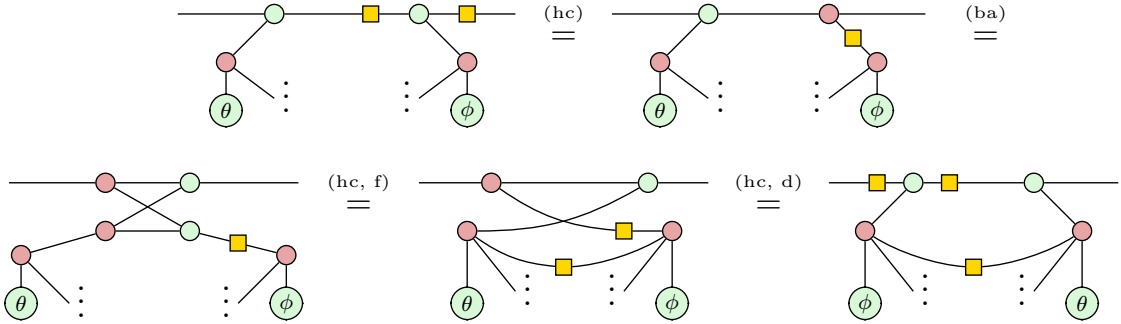 (hc)
=
(ba)
=
θ ⋮ ⋮ ϕ
θ ⋮ ⋮ ϕ
(hc, f)
=
(hc, d)
=
θ ⋮ ⋮ ϕ
θ ⋮ ⋮ ϕ
ϕ ⋮ ⋮ θ